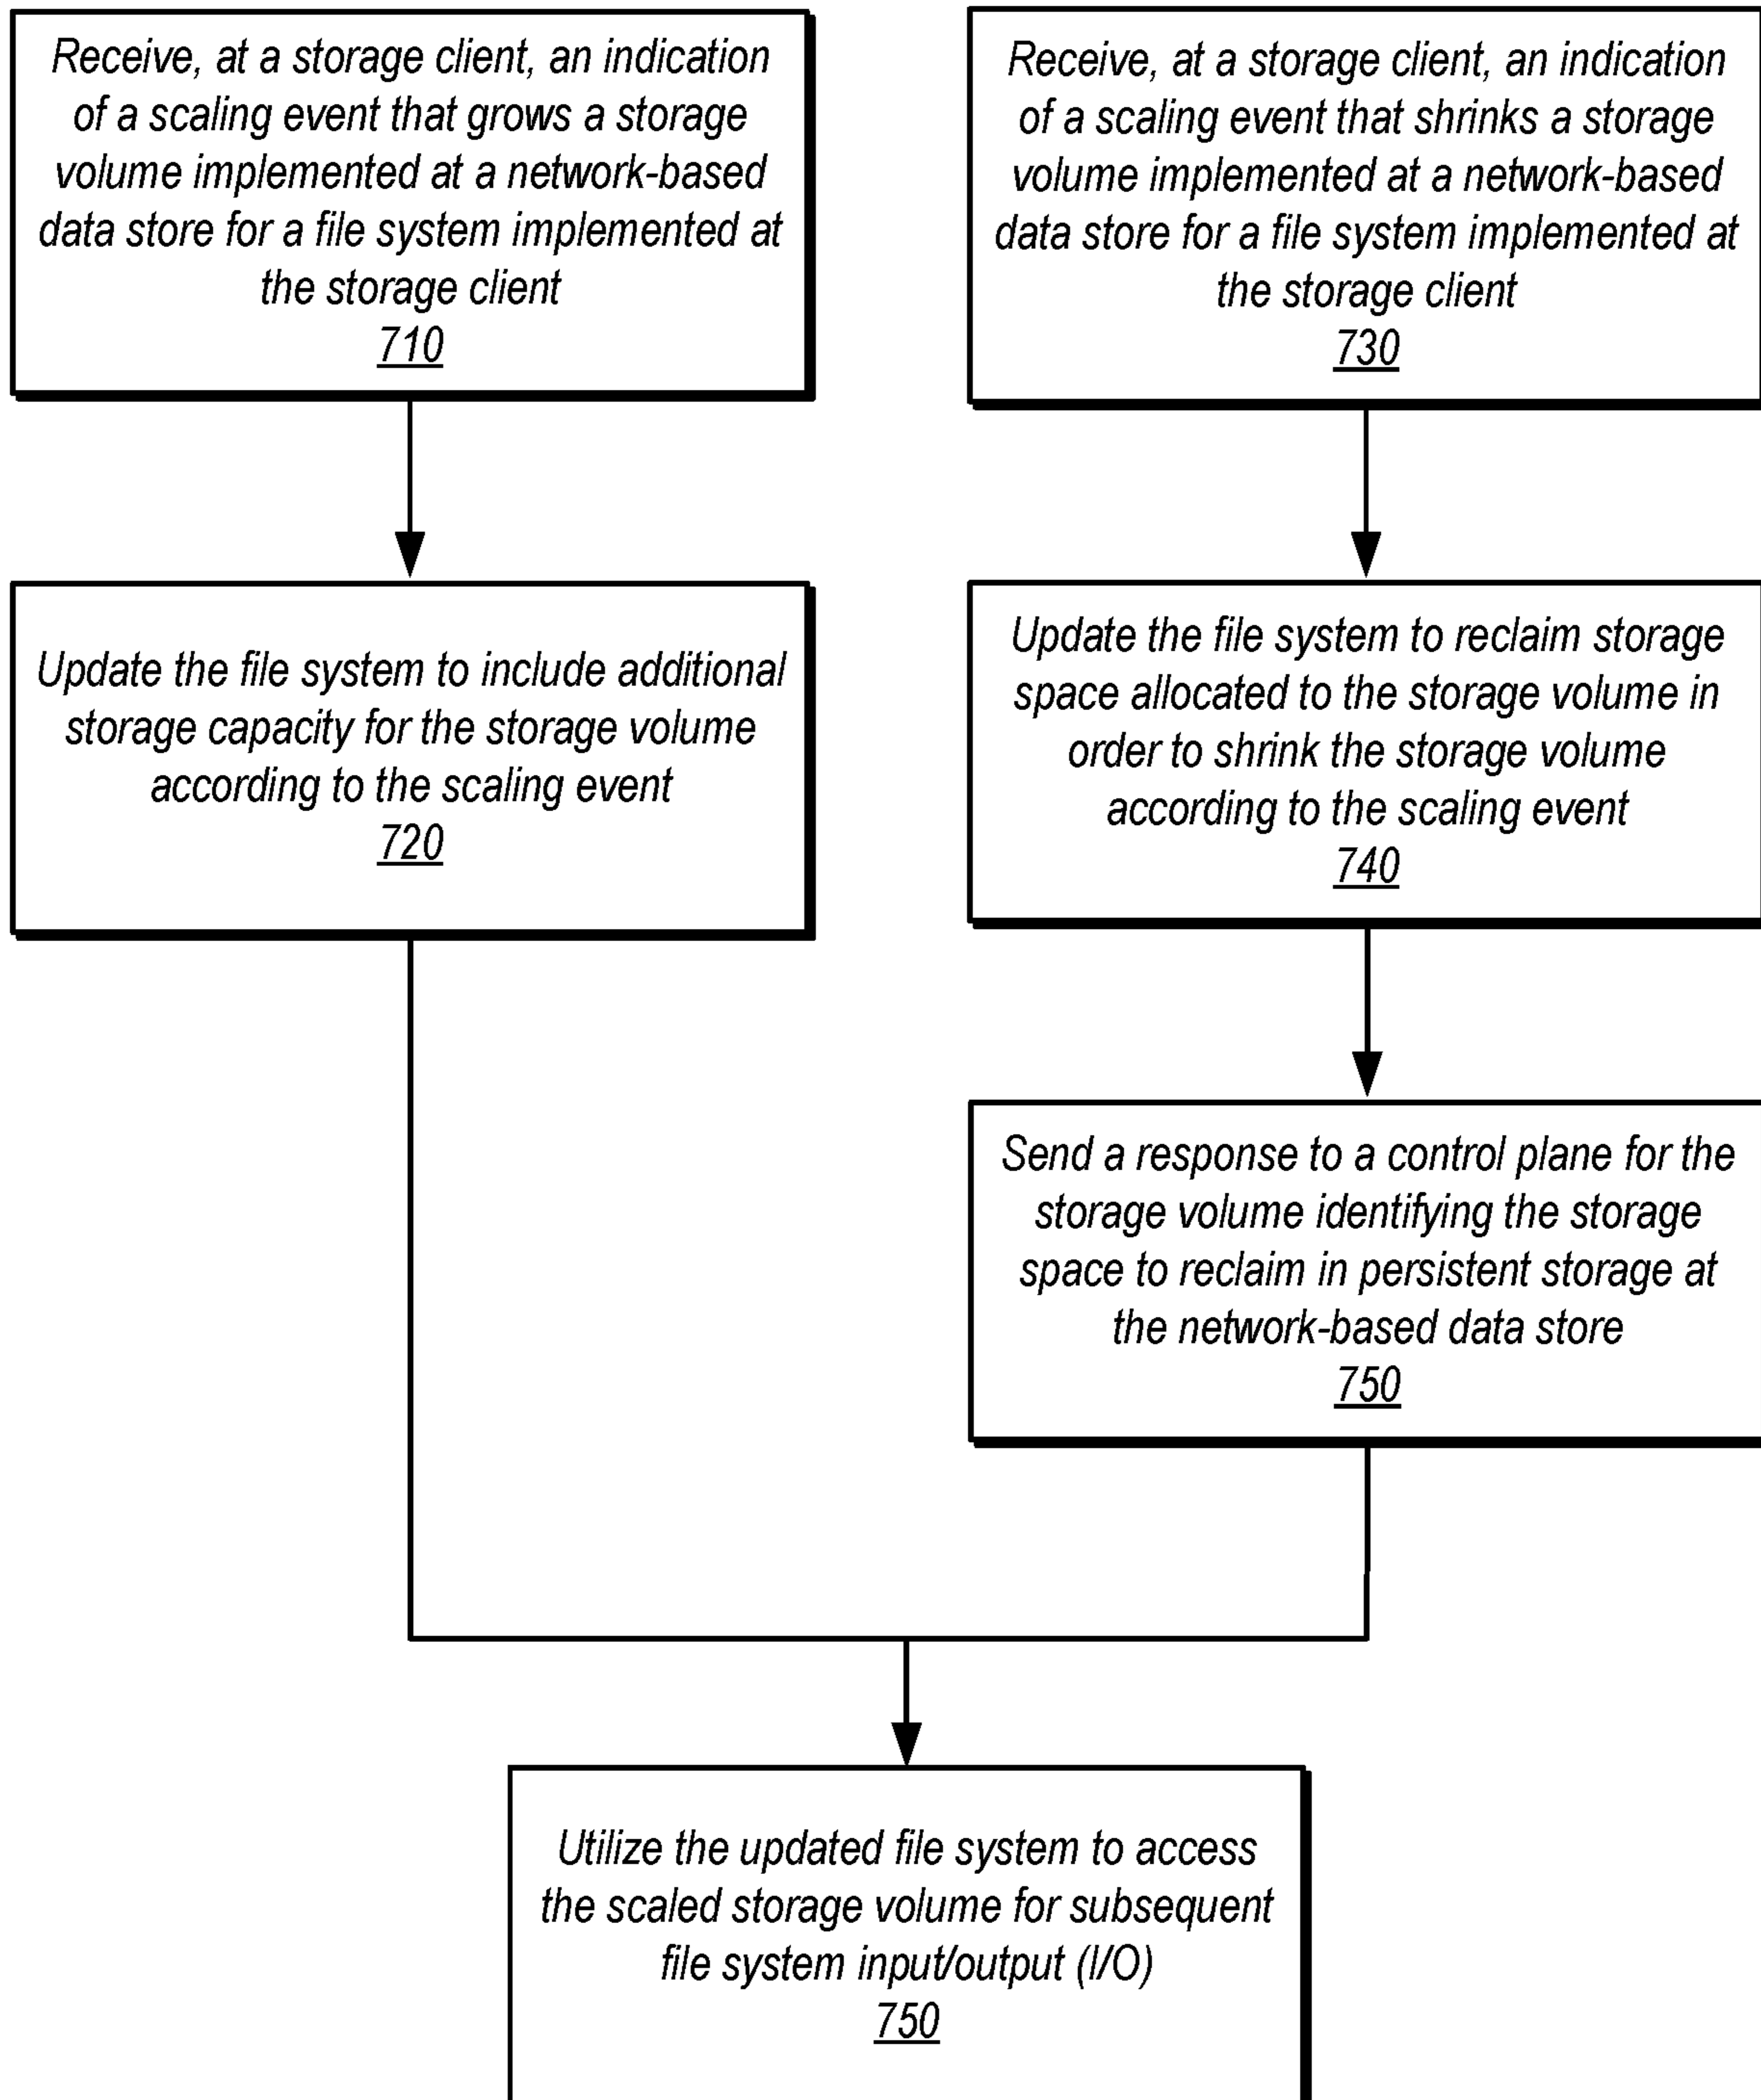 Receive, at a storage client, an indication
of a scaling event that grows a storage
volume implemented at a network-based
data store for a file system implemented at
the storage client
710
Receive, at a storage client, an indication
of a scaling event that shrinks a storage
volume implemented at a network-based
data store for a file system implemented at
the storage client
730
Update the file system to include additional
storage capacity for the storage volume
according to the scaling event
720
Update the file system to reclaim storage
space allocated to the storage volume in
order to shrink the storage volume
according to the scaling event
740
Send a response to a control plane for the
storage volume identifying the storage
space to reclaim in persistent storage at
the network-based data store
750
Utilize the updated file system to access
the scaled storage volume for subsequent
file system input/output (I/O)
750